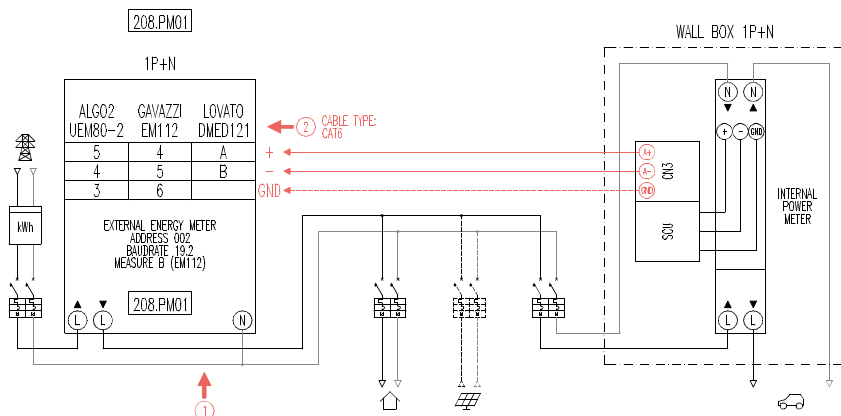 208.PM01
1P+N
WALL BOX 1P+N
ALGO2 UEM80-2
GAVAZZI EM112
LOVATO DMED121
2 CABLE TYPE:
CAT6
5 4 A +
4 5 B -
3 6 GND
A+
A-
GND
CN3
SCU
N N
+ - GND
INTERNAL
POWER
METER
kWh
EXTERNAL ENERGY METER
ADDRESS 002
BAUDRATE 19.2
MEASURE B (EM112)
208.PM01
L L N
L L
1